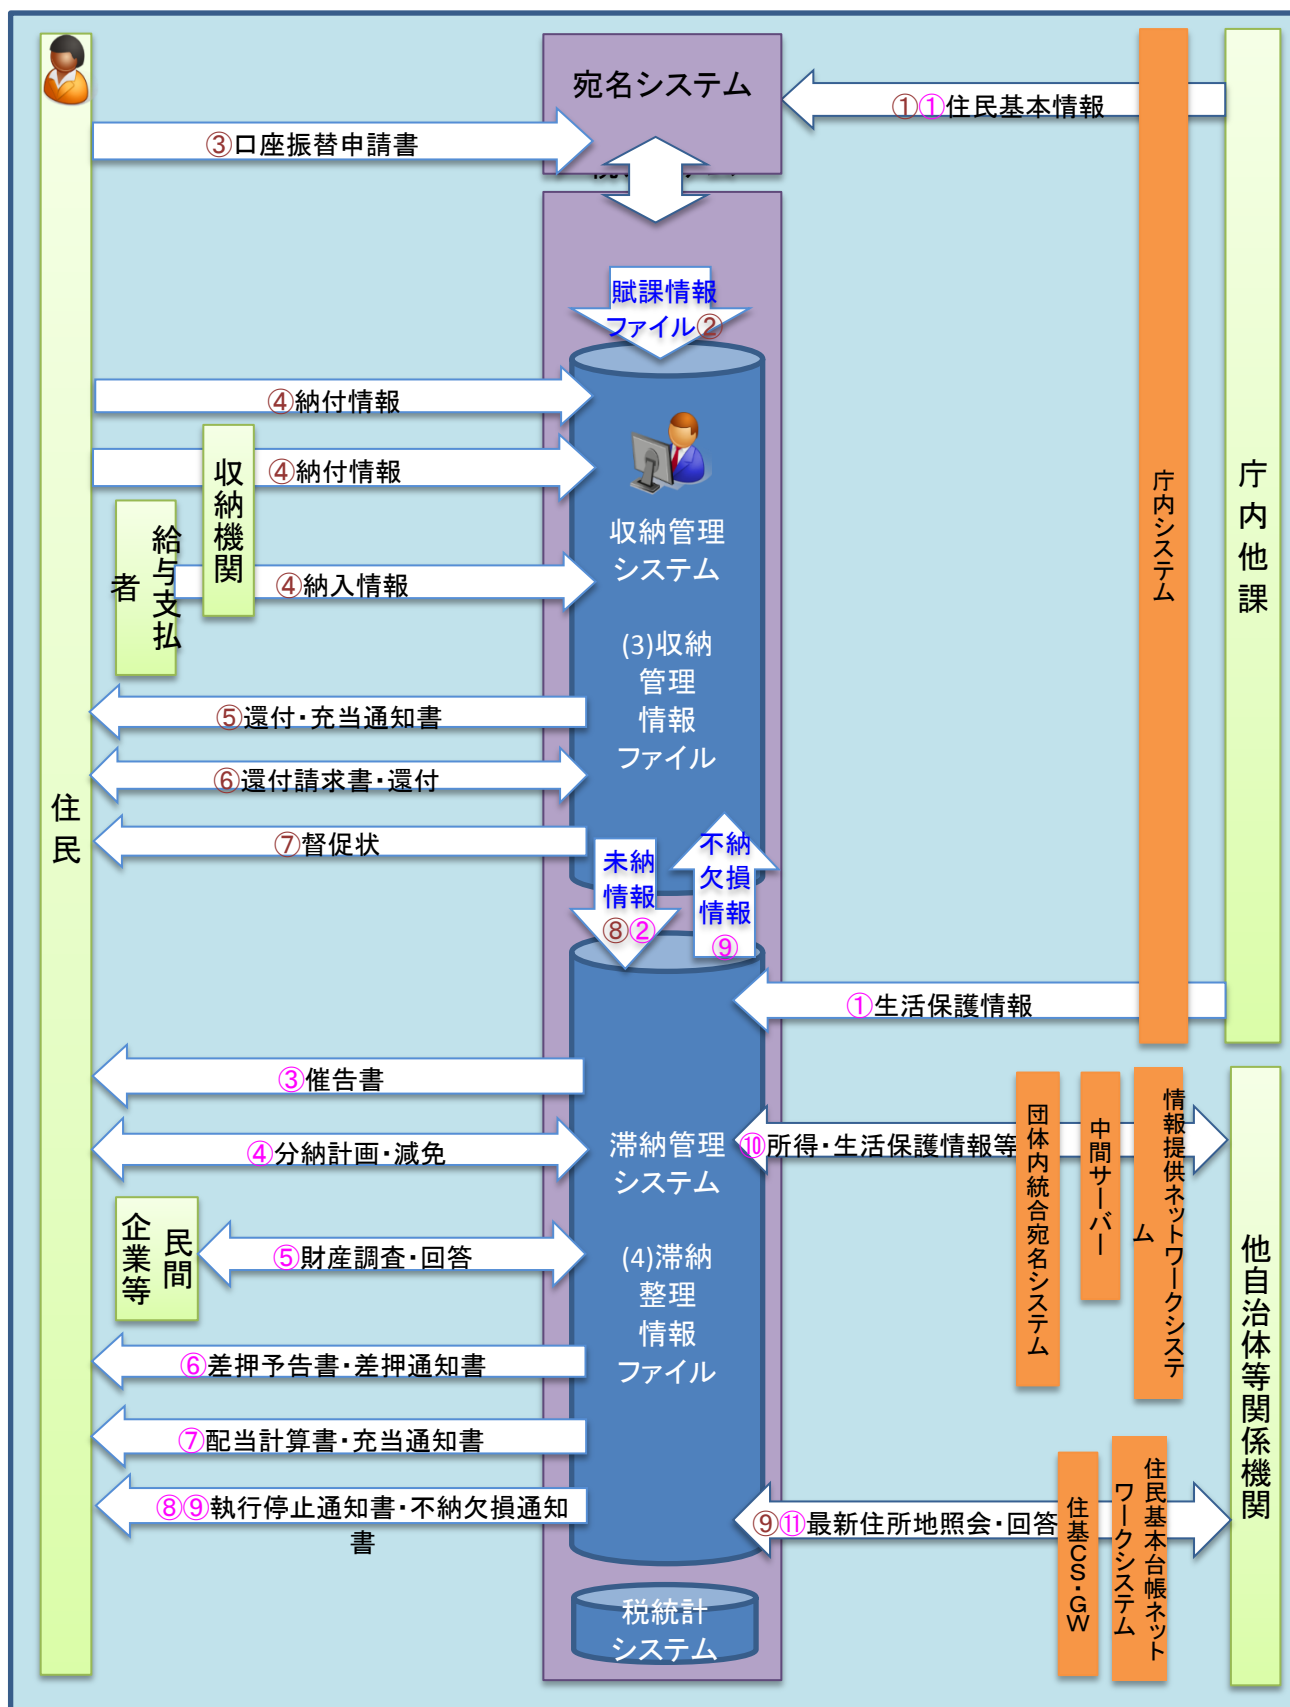 宛名システム
①①住民基本情報
③口座振替申請書
賦課情報
ファイル②
④納付情報
④納付情報
収納機関
給与支払
者
④納入情報
収納管理
システム
(3)収納
管理
情報
ファイル
庁内システム
庁内他課
⑤還付・充当通知書
⑥還付請求書・還付
⑦督促状
住民
未納
情報
⑧②
不納
欠損
情報
⑨
①生活保護情報
③催告書
④分納計画・減免
民間
企業等
⑤財産調査・回答
滞納管理
システム
(4)滞納
整理
情報
ファイル
⑩所得・生活保護情報等
団体内統合宛名システム
中間サーバー
情報提供ネットワークシステ
ム
他自治体等関係機関
⑥差押予告書・差押通知書
⑦配当計算書・充当通知書
⑧⑨執行停止通知書・不納欠損通知
書
⑨⑪最新住所地照会・回答
住基CS・GW
住民基本台帳ネット
ワークシステム
税統計
システム